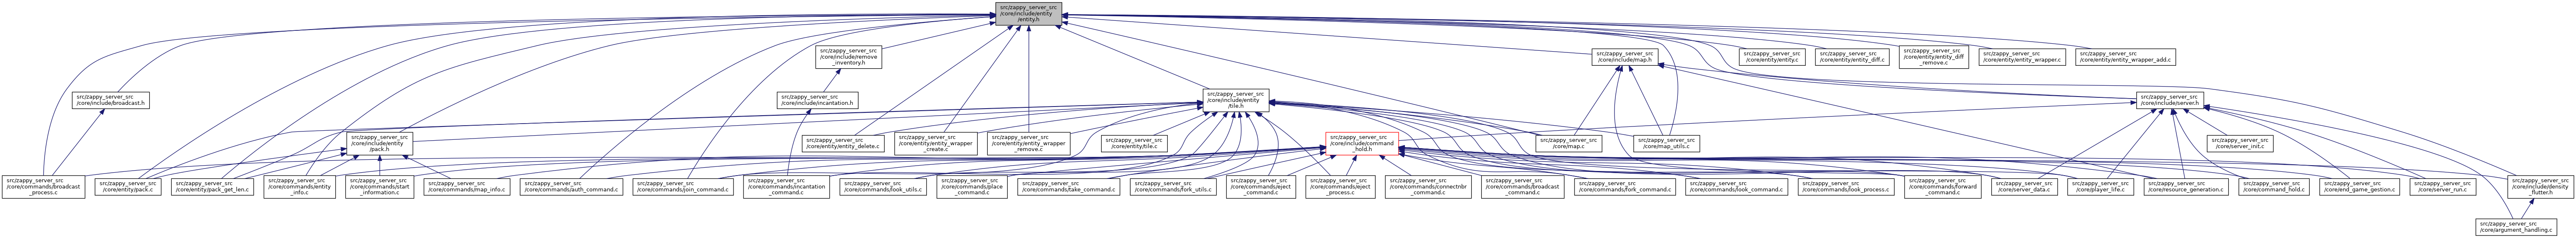 src/zappy_server_src
/core/include/entity
/entity.h
src/zappy_server_src
/core/include/remove
_inventory.h
src/zappy_server_src
/core/include/map.h
src/zappy_server_src
/core/entity/entity.c
src/zappy_server_src
/core/entity/entity_diff.c
src/zappy_server_src
/core/entity/entity_diff
_remove.c
src/zappy_server_src
/core/entity/entity_wrapper.c
src/zappy_server_src
/core/entity/entity_wrapper_add.c
src/zappy_server_src
/core/include/broadcast.h
src/zappy_server_src
/core/include/incantation.h
src/zappy_server_src
/core/include/entity
/tile.h
src/zappy_server_src
/core/include/server.h
src/zappy_server_src
/core/include/entity
/pack.h
src/zappy_server_src
/core/entity/entity_delete.c
src/zappy_server_src
/core/entity/entity_wrapper
_create.c
src/zappy_server_src
/core/entity/entity_wrapper
_remove.c
src/zappy_server_src
/core/entity/tile.c
src/zappy_server_src
/core/include/command
_hold.h
src/zappy_server_src
/core/map.c
src/zappy_server_src
/core/map_utils.c
src/zappy_server_src
/core/server_init.c
src/zappy_server_src
/core/commands/broadcast
_process.c
src/zappy_server_src
/core/entity/pack.c
src/zappy_server_src
/core/entity/pack_get_len.c
src/zappy_server_src
/core/commands/entity
_info.c
src/zappy_server_src
/core/commands/start
_information.c
src/zappy_server_src
/core/commands/map_info.c
src/zappy_server_src
/core/commands/auth_command.c
src/zappy_server_src
/core/commands/join_command.c
src/zappy_server_src
/core/commands/incantation
_command.c
src/zappy_server_src
/core/commands/look_utils.c
src/zappy_server_src
/core/commands/place
_command.c
src/zappy_server_src
/core/commands/take_command.c
src/zappy_server_src
/core/commands/fork_utils.c
src/zappy_server_src
/core/commands/eject
_command.c
src/zappy_server_src
/core/commands/eject
_process.c
src/zappy_server_src
/core/commands/connectnbr
_command.c
src/zappy_server_src
/core/commands/broadcast
_command.c
src/zappy_server_src
/core/commands/fork_command.c
src/zappy_server_src
/core/commands/look_command.c
src/zappy_server_src
/core/commands/look_process.c
src/zappy_server_src
/core/commands/forward
_command.c
src/zappy_server_src
/core/server_data.c
src/zappy_server_src
/core/player_life.c
src/zappy_server_src
/core/resource_generation.c
src/zappy_server_src
/core/command_hold.c
src/zappy_server_src
/core/end_game_gestion.c
src/zappy_server_src
/core/server_run.c
src/zappy_server_src
/core/include/density
_flutter.h
src/zappy_server_src
/core/argument_handling.c